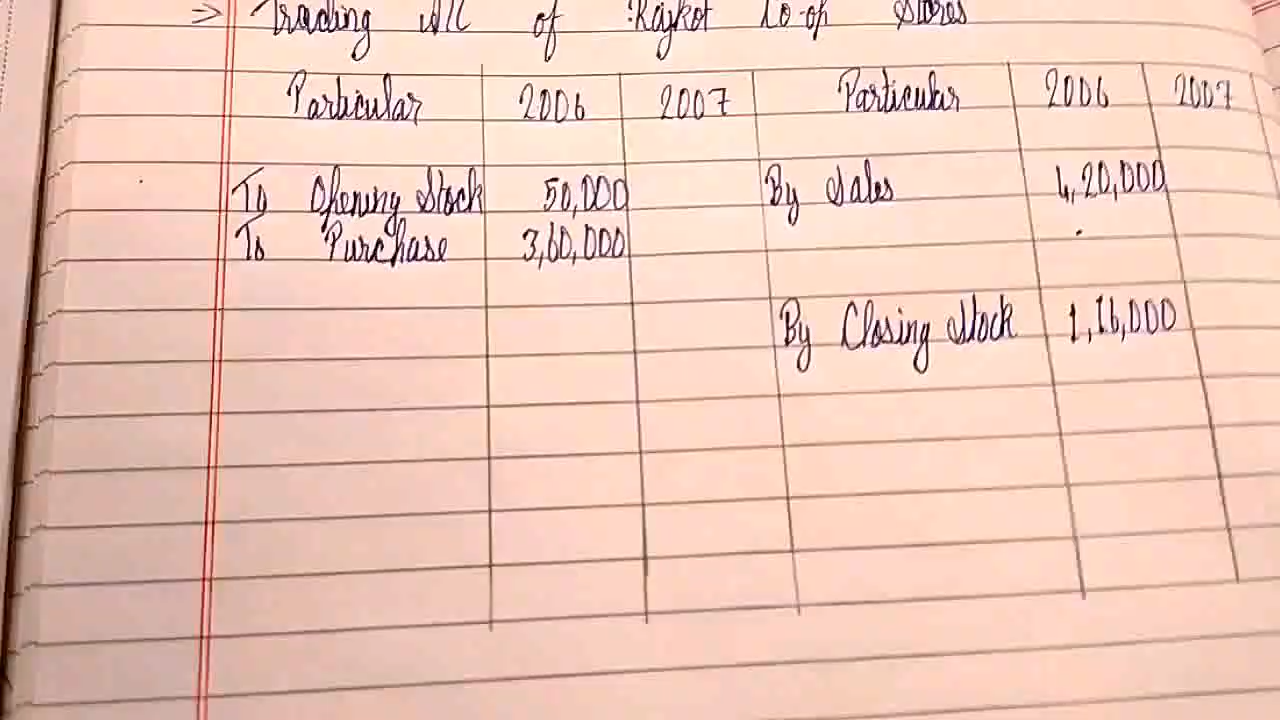 => Trading A/C of Rajkot Co-op Stores
Particular 2006 2007 Particular 2006 2007
To Opening Stock 50,000 By Sales 4,20,000
To Purchase 3,60,000
By Closing Stock 1,16,000